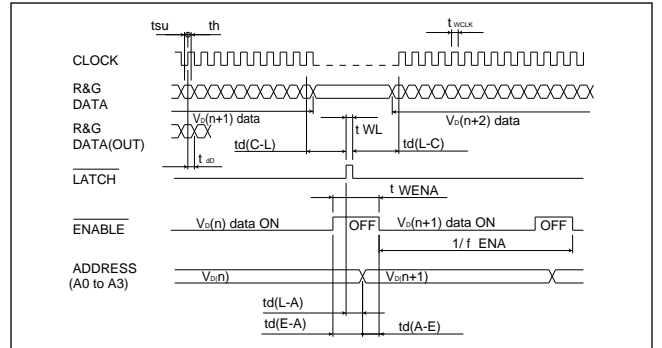 tsu th t WCLK
CLOCK
R&G
DATA
VD(n+1) data VD(n+2) data
R&G
DATA(OUT)
t WL
td(C-L) td(L-C)
t dD
LATCH
t WENA
ENABLE VD(n) data ON OFF VD(n+1) data ON OFF
1/ f ENA
ADDRESS
(A0 to A3)
VD(n) VD(n+1)
td(L-A)
td(E-A) td(A-E)